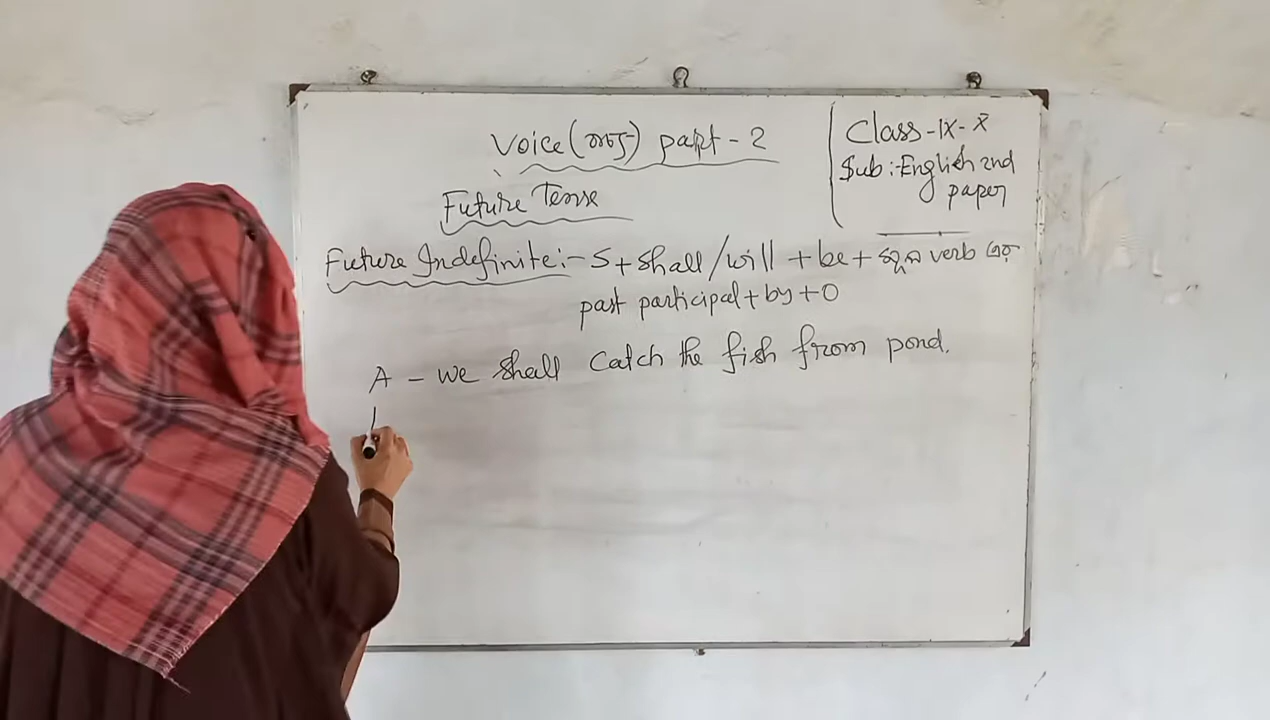 Voice (বাচ্য) part - 2
Class - IX - X
Sub :- English 2nd
paper
Future Tense
Future Indefinite :- S + shall / will + be + মূল verb এর
past participal + by + O
A - we shall catch the fish from pond.